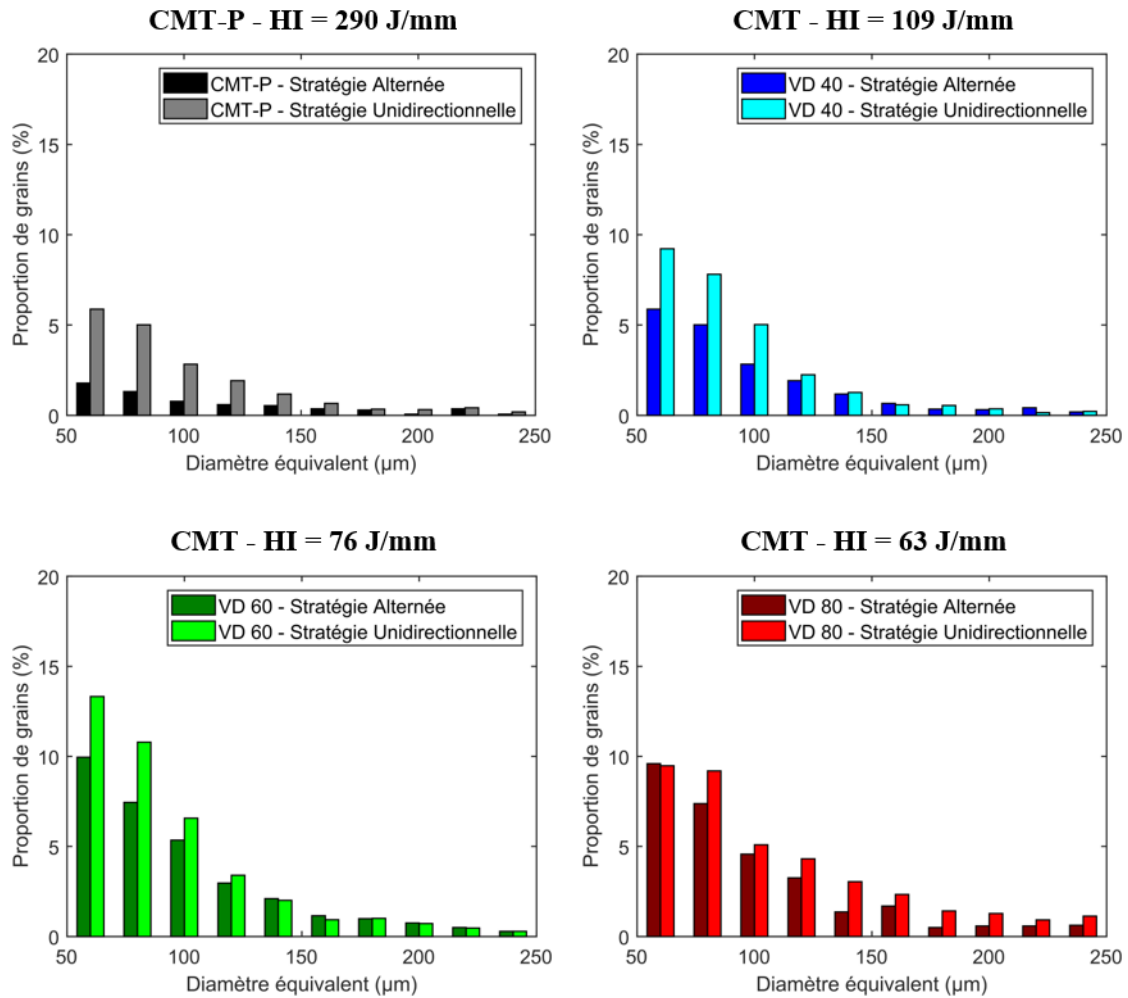 CMT-P - HI = 290 J/mm
20
15
10
5
0
50
100
150
200
250
Proportion de grains (%)
Diamètre équivalent (µm)
CMT-P - Stratégie Alternée
CMT-P - Stratégie Unidirectionnelle
CMT - HI = 109 J/mm
20
15
10
5
0
50
100
150
200
250
Proportion de grains (%)
Diamètre équivalent (µm)
VD 40 - Stratégie Alternée
VD 40 - Stratégie Unidirectionnelle
CMT - HI = 76 J/mm
20
15
10
5
0
50
100
150
200
250
Proportion de grains (%)
Diamètre équivalent (µm)
VD 60 - Stratégie Alternée
VD 60 - Stratégie Unidirectionnelle
CMT - HI = 63 J/mm
20
15
10
5
0
50
100
150
200
250
Proportion de grains (%)
Diamètre équivalent (µm)
VD 80 - Stratégie Alternée
VD 80 - Stratégie Unidirectionnelle